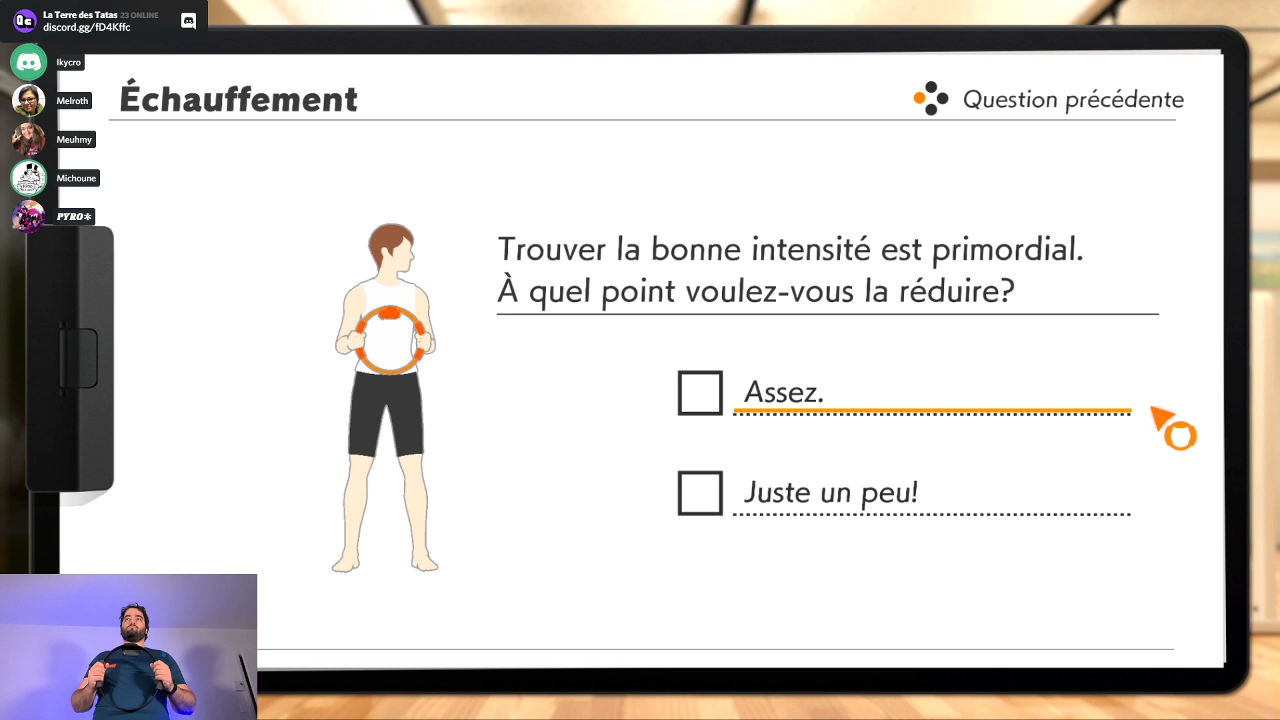 La Terre des Tatas 23 ONLINE
discord.gg/fD4Kffc
Ikycro
Melroth
Meuhmy
Michoune
PYRO*
Échauffement
Question précédente
Trouver la bonne intensité est primordial.
À quel point voulez-vous la réduire?
Assez.
Juste un peu!